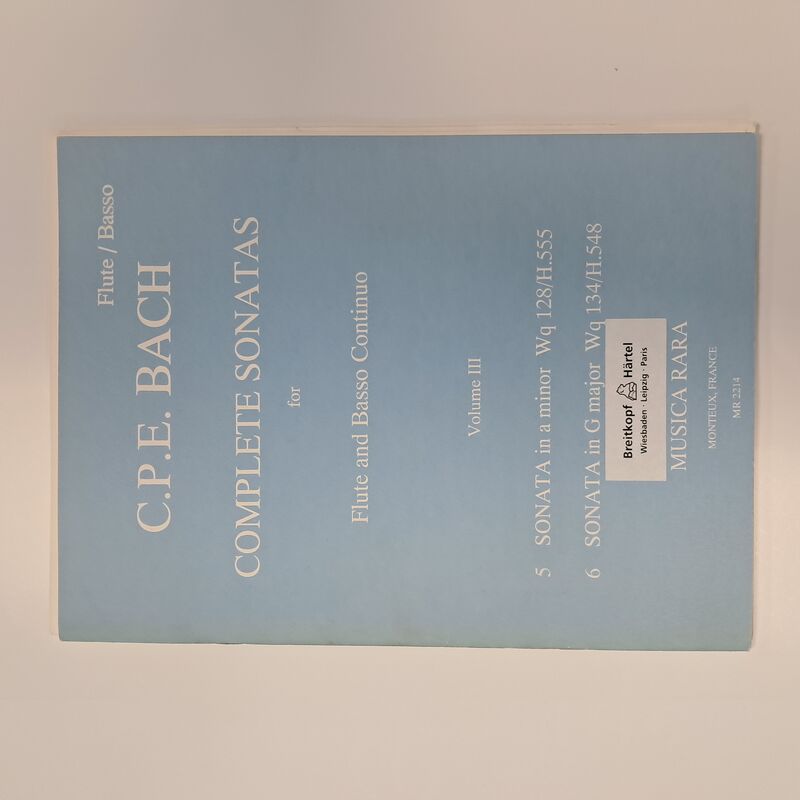 Flute / Basso
C.P.E. BACH
COMPLETE SONATAS
for
Flute and Basso Continuo
Volume III
5 SONATA in a minor Wq 128/H.555
6 SONATA in G major Wq 134/H.548
Breitkopf Härtel
Wiesbaden · Leipzig · Paris
MUSICA RARA
MONTEUX, FRANCE
MR 2214